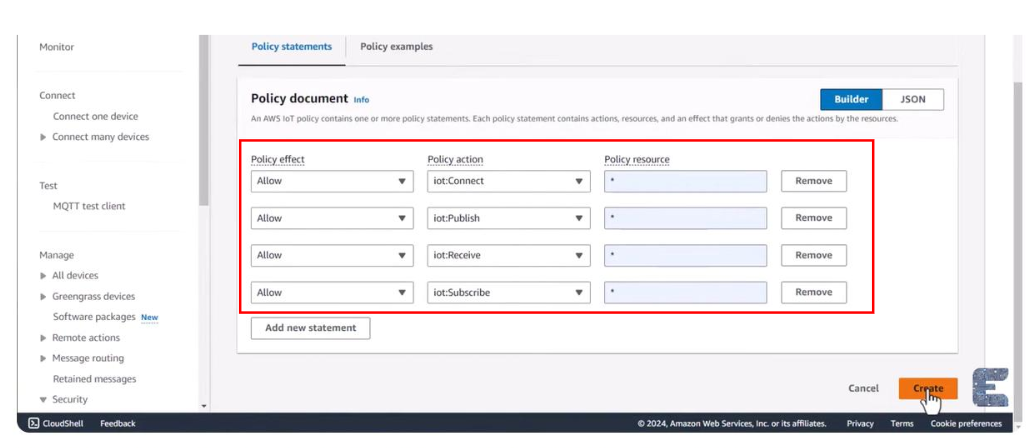 Monitor
Connect
Connect one device
Connect many devices
Test
MQTT test client
Manage
All devices
Greengrass devices
Software packages New
Remote actions
Message routing
Retained messages
Security
Policy statements Policy examples
Policy document Info
Builder JSON
An AWS IoT policy contains one or more policy statements. Each policy statement contains actions, resources, and an effect that grants or denies the actions by the resources.
Policy effect Policy action Policy resource
Allow iot:Connect * Remove
Allow iot:Publish * Remove
Allow iot:Receive * Remove
Allow iot:Subscribe * Remove
Add new statement
Cancel Create
CloudShell Feedback © 2024, Amazon Web Services, Inc. or its affiliates. Privacy Terms Cookie preferences